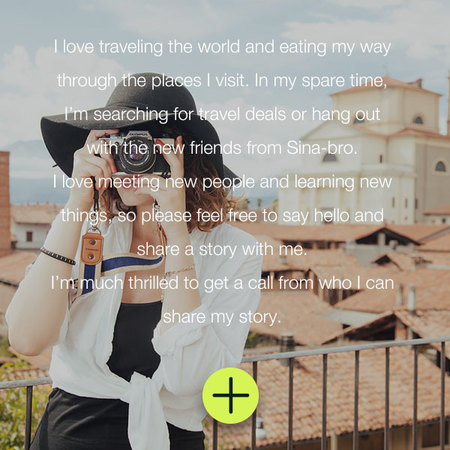 I love traveling the world and eating my way
through the places I visit. In my spare time,
I'm searching for travel deals or hang out
with the new friends from Sina-bro.
I love meeting new people and learning new
things, so please feel free to say hello and
share a story with me.
I'm much thrilled to get a call from who I can
share my story.